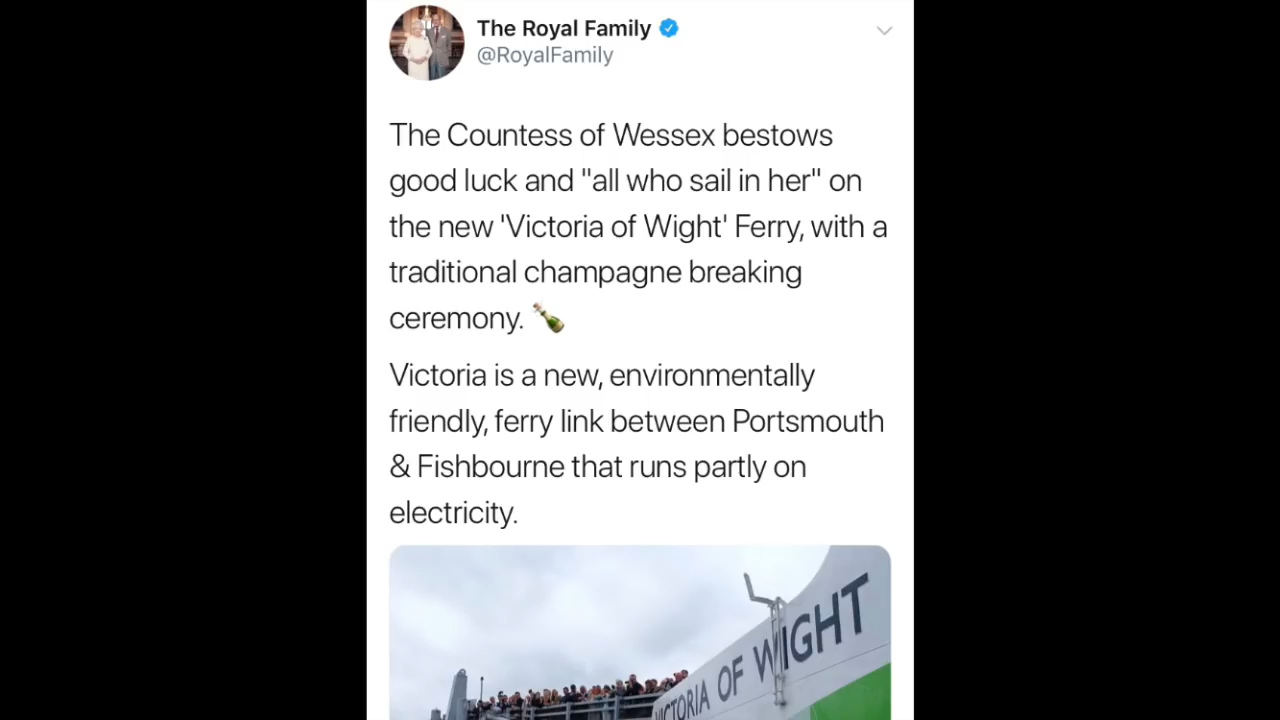 The Royal Family
@RoyalFamily
The Countess of Wessex bestows
good luck and "all who sail in her" on
the new 'Victoria of Wight' Ferry, with a
traditional champagne breaking
ceremony. 🍾
Victoria is a new, environmentally
friendly, ferry link between Portsmouth
& Fishbourne that runs partly on
electricity.
VICTORIA OF WIGHT